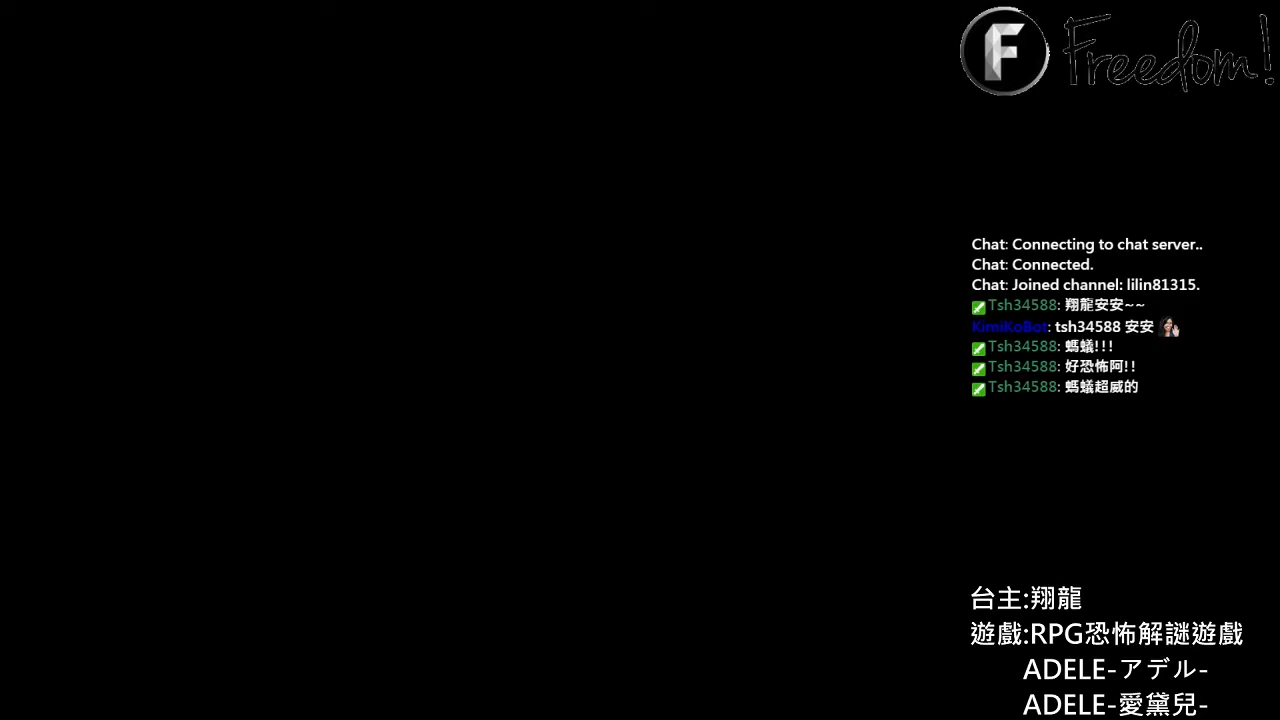 F Freedom!
Chat: Connecting to chat server..
Chat: Connected.
Chat: Joined channel: lilin81315.
Tsh34588: 翔龍安安~~
KimiKoBot: tsh34588 安安
Tsh34588: 螞蟻!!!
Tsh34588: 好恐怖阿!!
Tsh34588: 螞蟻超威的
台主:翔龍
遊戲:RPG恐怖解謎遊戲
ADELE-アデル-
ADELE-愛黛兒-